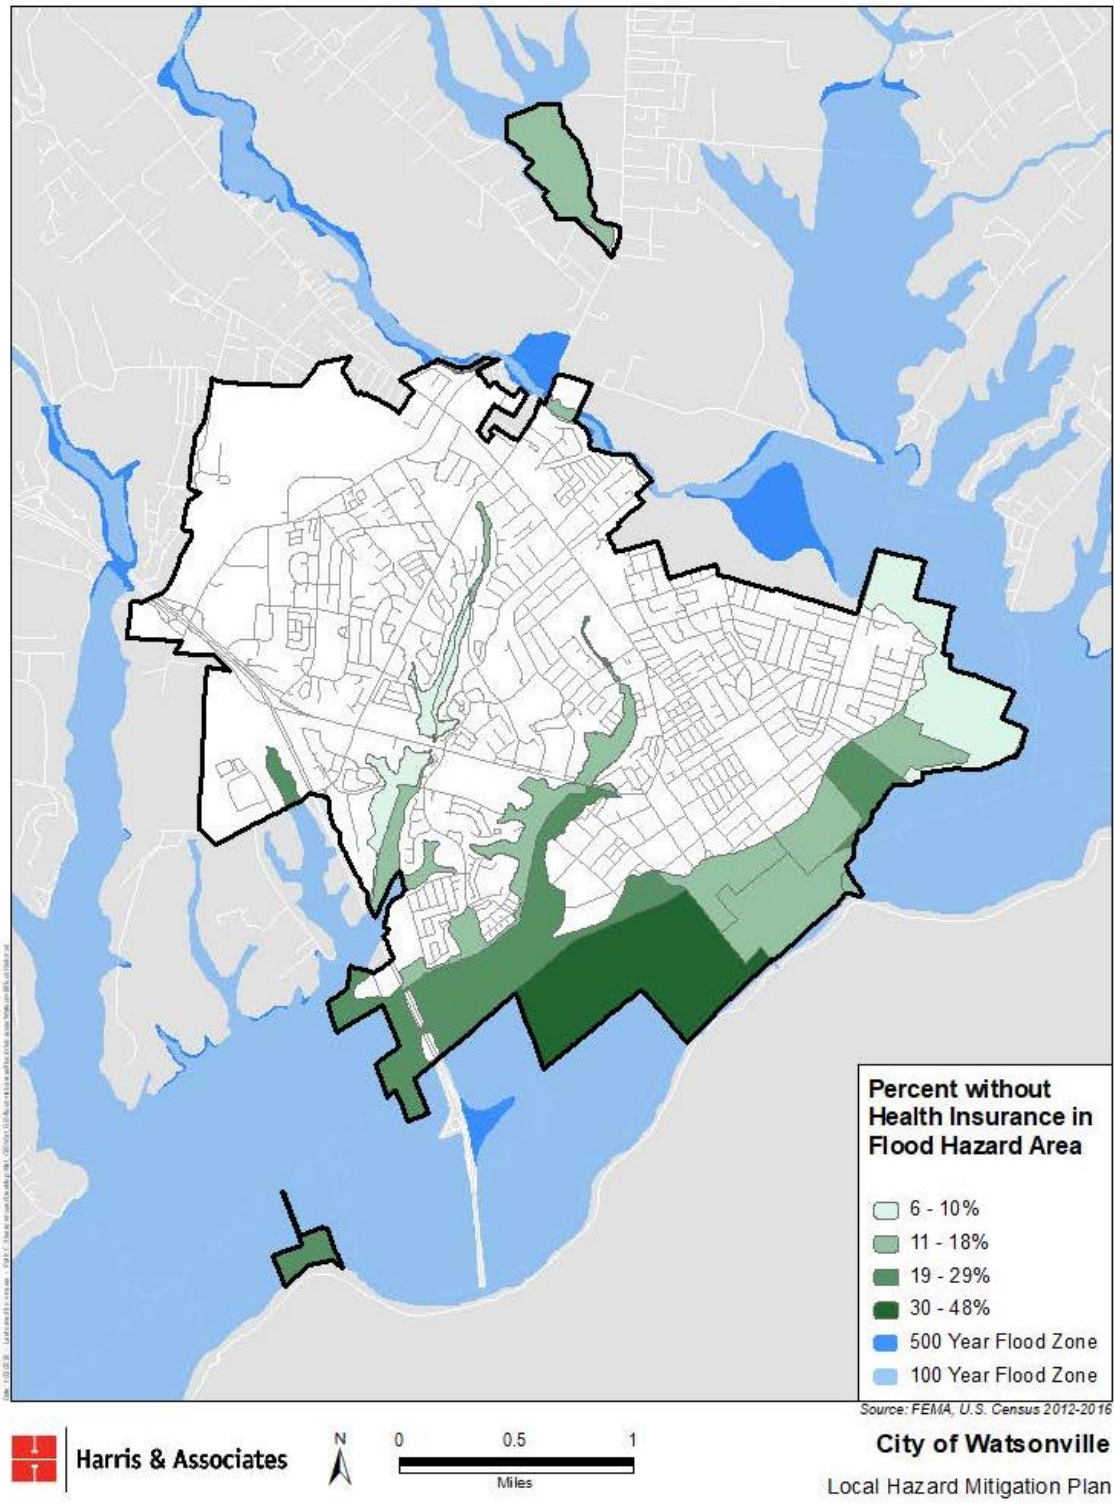 Percent without
Health Insurance in
Flood Hazard Area
6 - 10%
11 - 18%
19 - 29%
30 - 48%
500 Year Flood Zone
100 Year Flood Zone
Source: FEMA, U.S. Census 2012-2016
Harris & Associates
N
0 0.5 1
Miles
City of Watsonville
Local Hazard Mitigation Plan